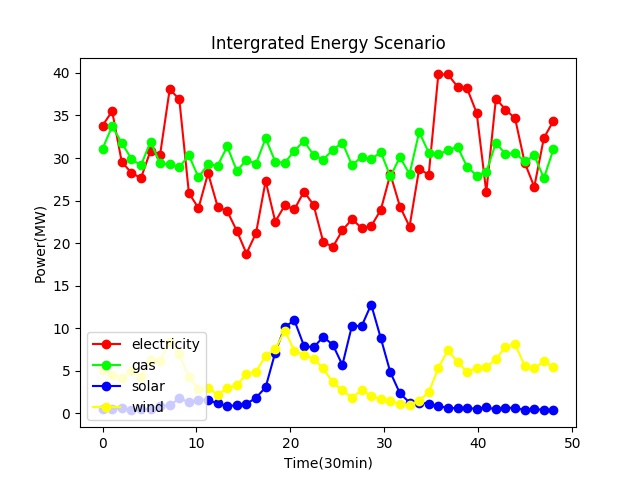 Intergrated Energy Scenario
Power(MW)
40
35
30
25
20
15
10
5
0
electricity
gas
solar
wind
0 10 20 30 40 50
Time(30min)